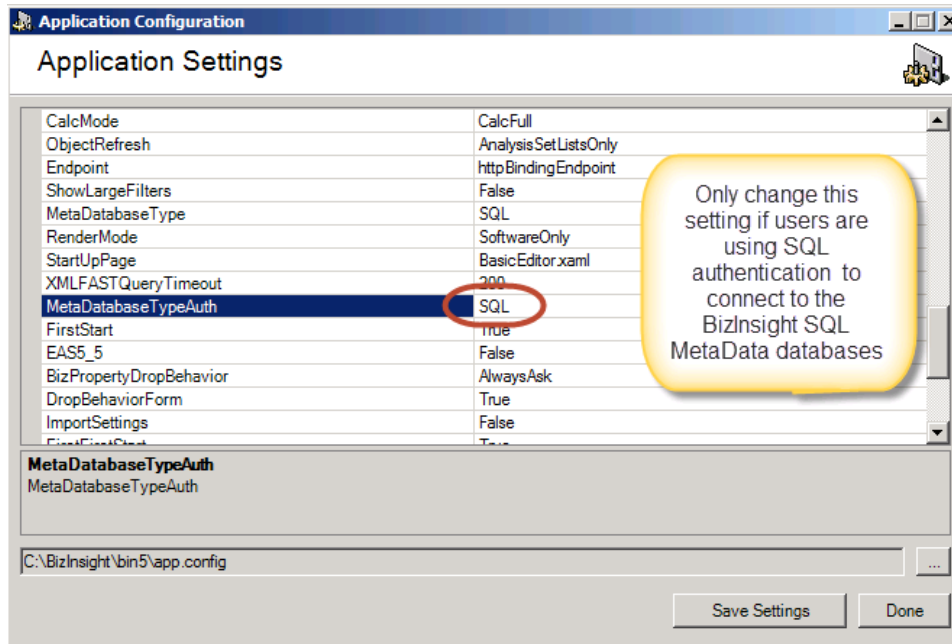 Application Configuration
Application Settings
CalcMode CalcFull
ObjectRefresh AnalysisSetListsOnly
Endpoint httpBindingEndpoint
ShowLargeFilters False
MetaDatabaseType SQL
RenderMode SoftwareOnly
StartUpPage BasicEditor.xaml
XMLFASTQueryTimeout 200
MetaDatabaseTypeAuth SQL
FirstStart True
EAS5_5 False
BizPropertyDropBehavior AlwaysAsk
DropBehaviorForm True
ImportSettings False
FirstFirstStart True
Only change this
setting if users are
using SQL
authentication to
connect to the
BizInsight SQL
MetaData databases
MetaDatabaseTypeAuth
MetaDatabaseTypeAuth
C:\BizInsight\bin5\app.config
...
Save Settings Done